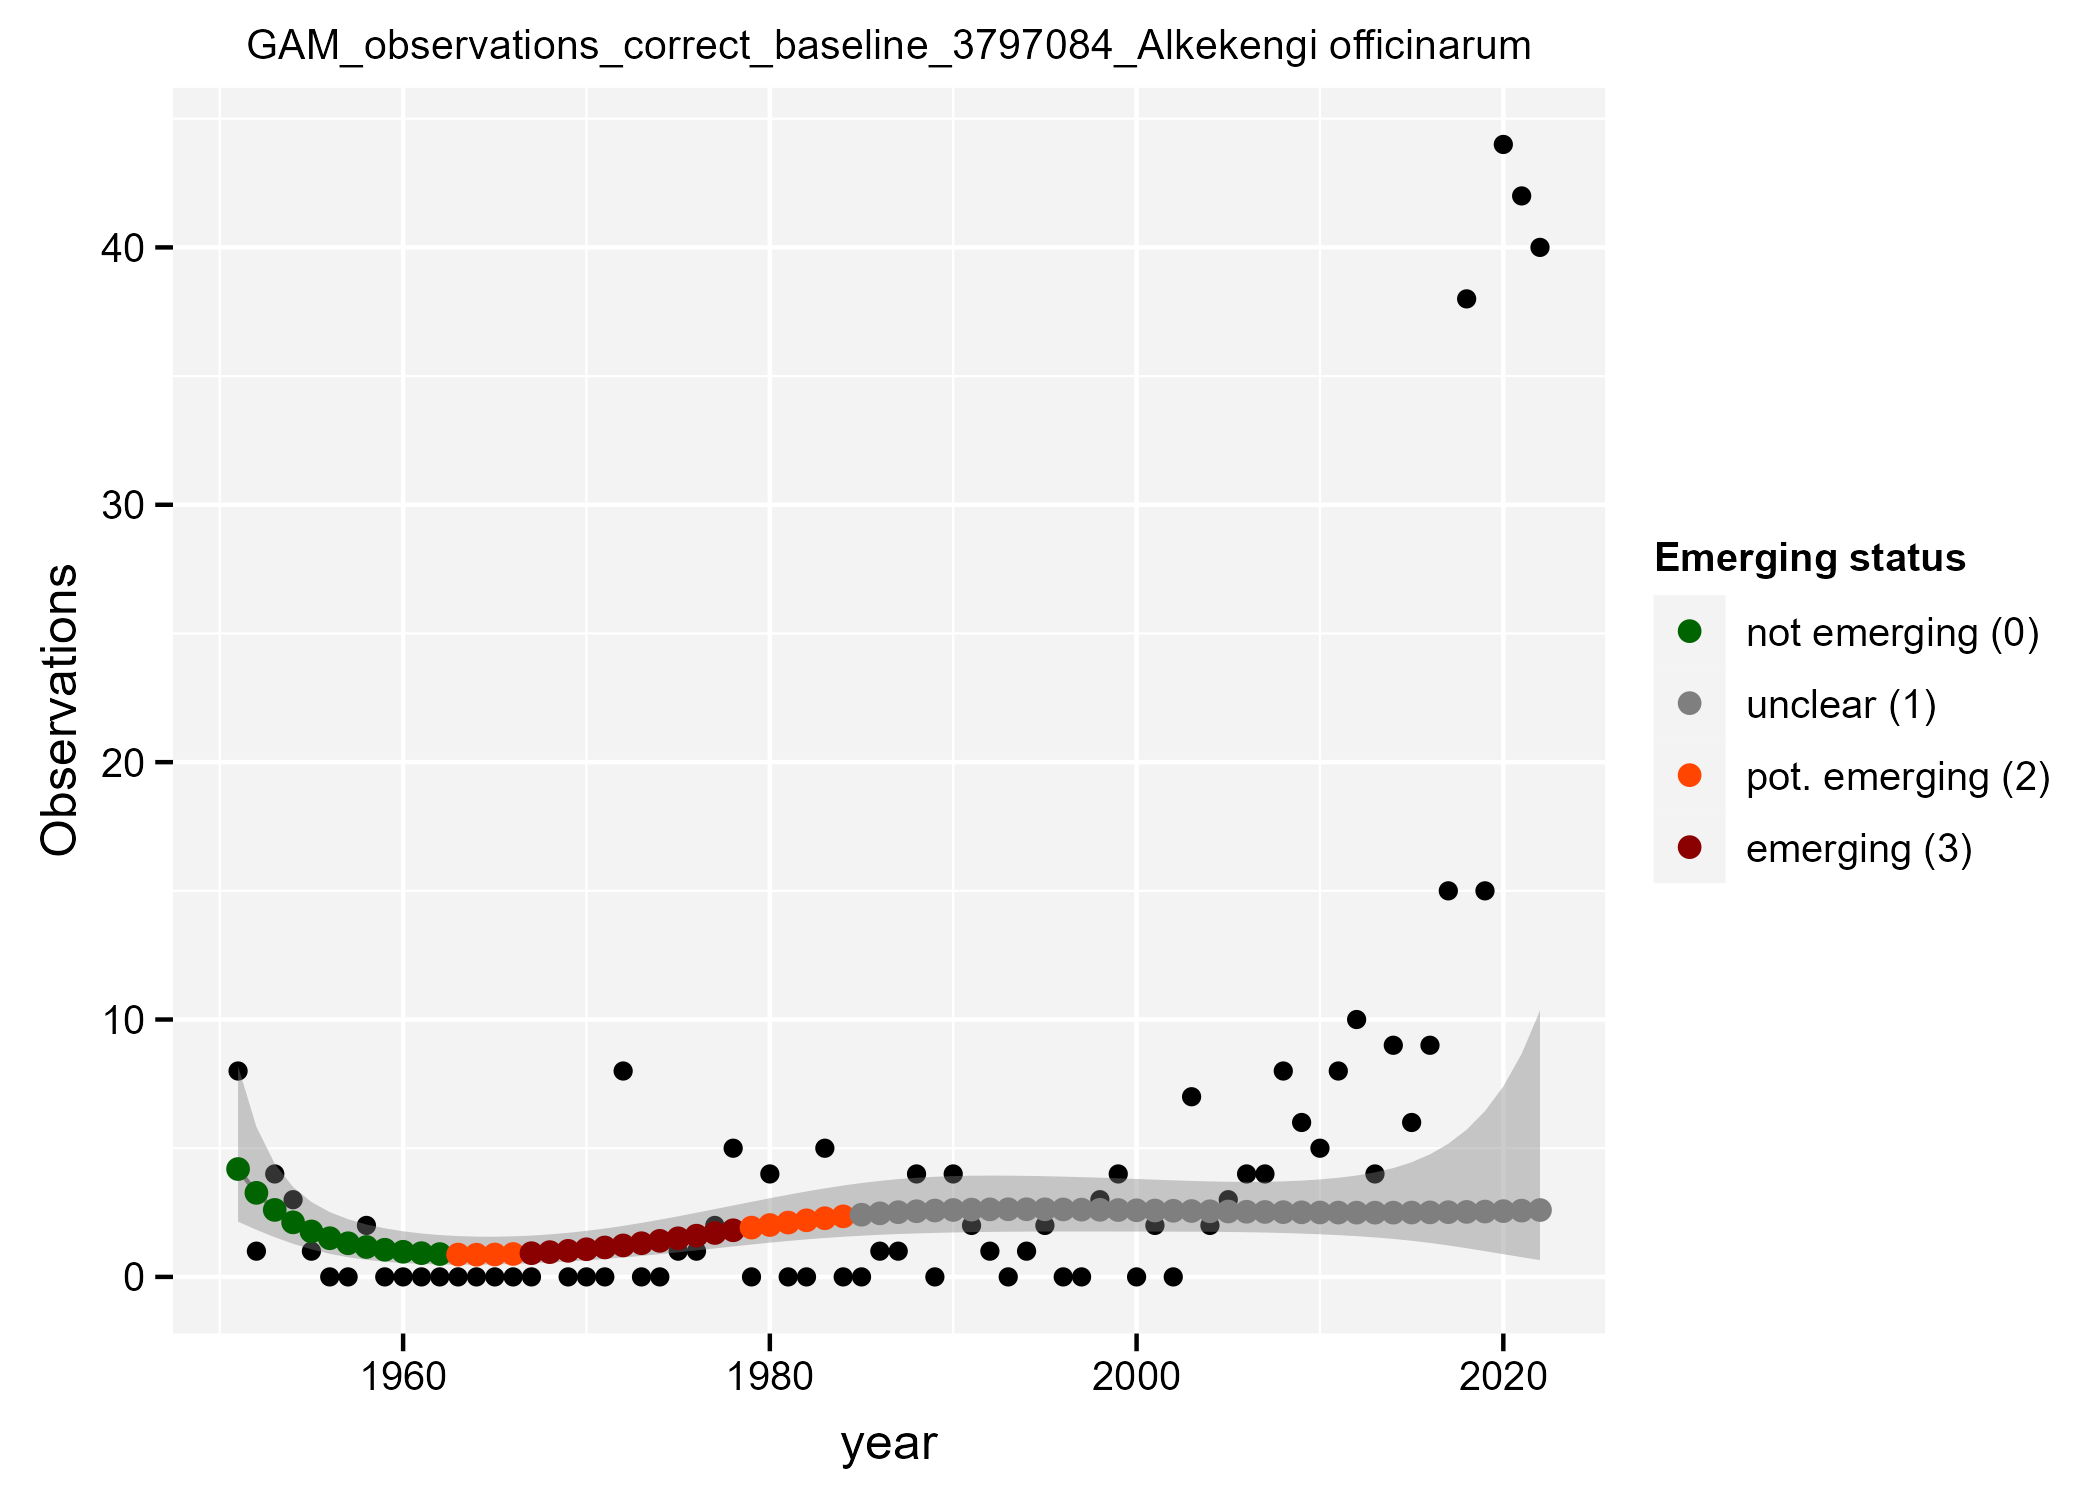 GAM_observations_correct_baseline_3797084_Alkekengi officinarum
Observations
40
30
20
10
0
1960
1980
2000
2020
year
Emerging status
not emerging (0)
unclear (1)
pot. emerging (2)
emerging (3)